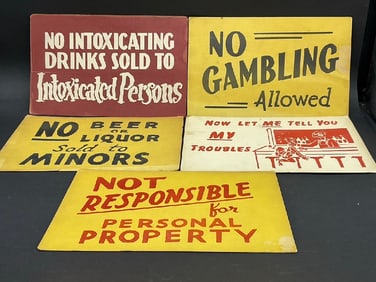 NO INTOXICATING
DRINKS SOLD TO
Intoxicated Persons
NO
GAMBLING
Allowed
NO BEER
OR
LIQUOR
Sold to
MINORS
NOW LET ME TELL YOU
MY
TROUBLES
NOT
RESPONSIBLE
for
PERSONAL
PROPERTY